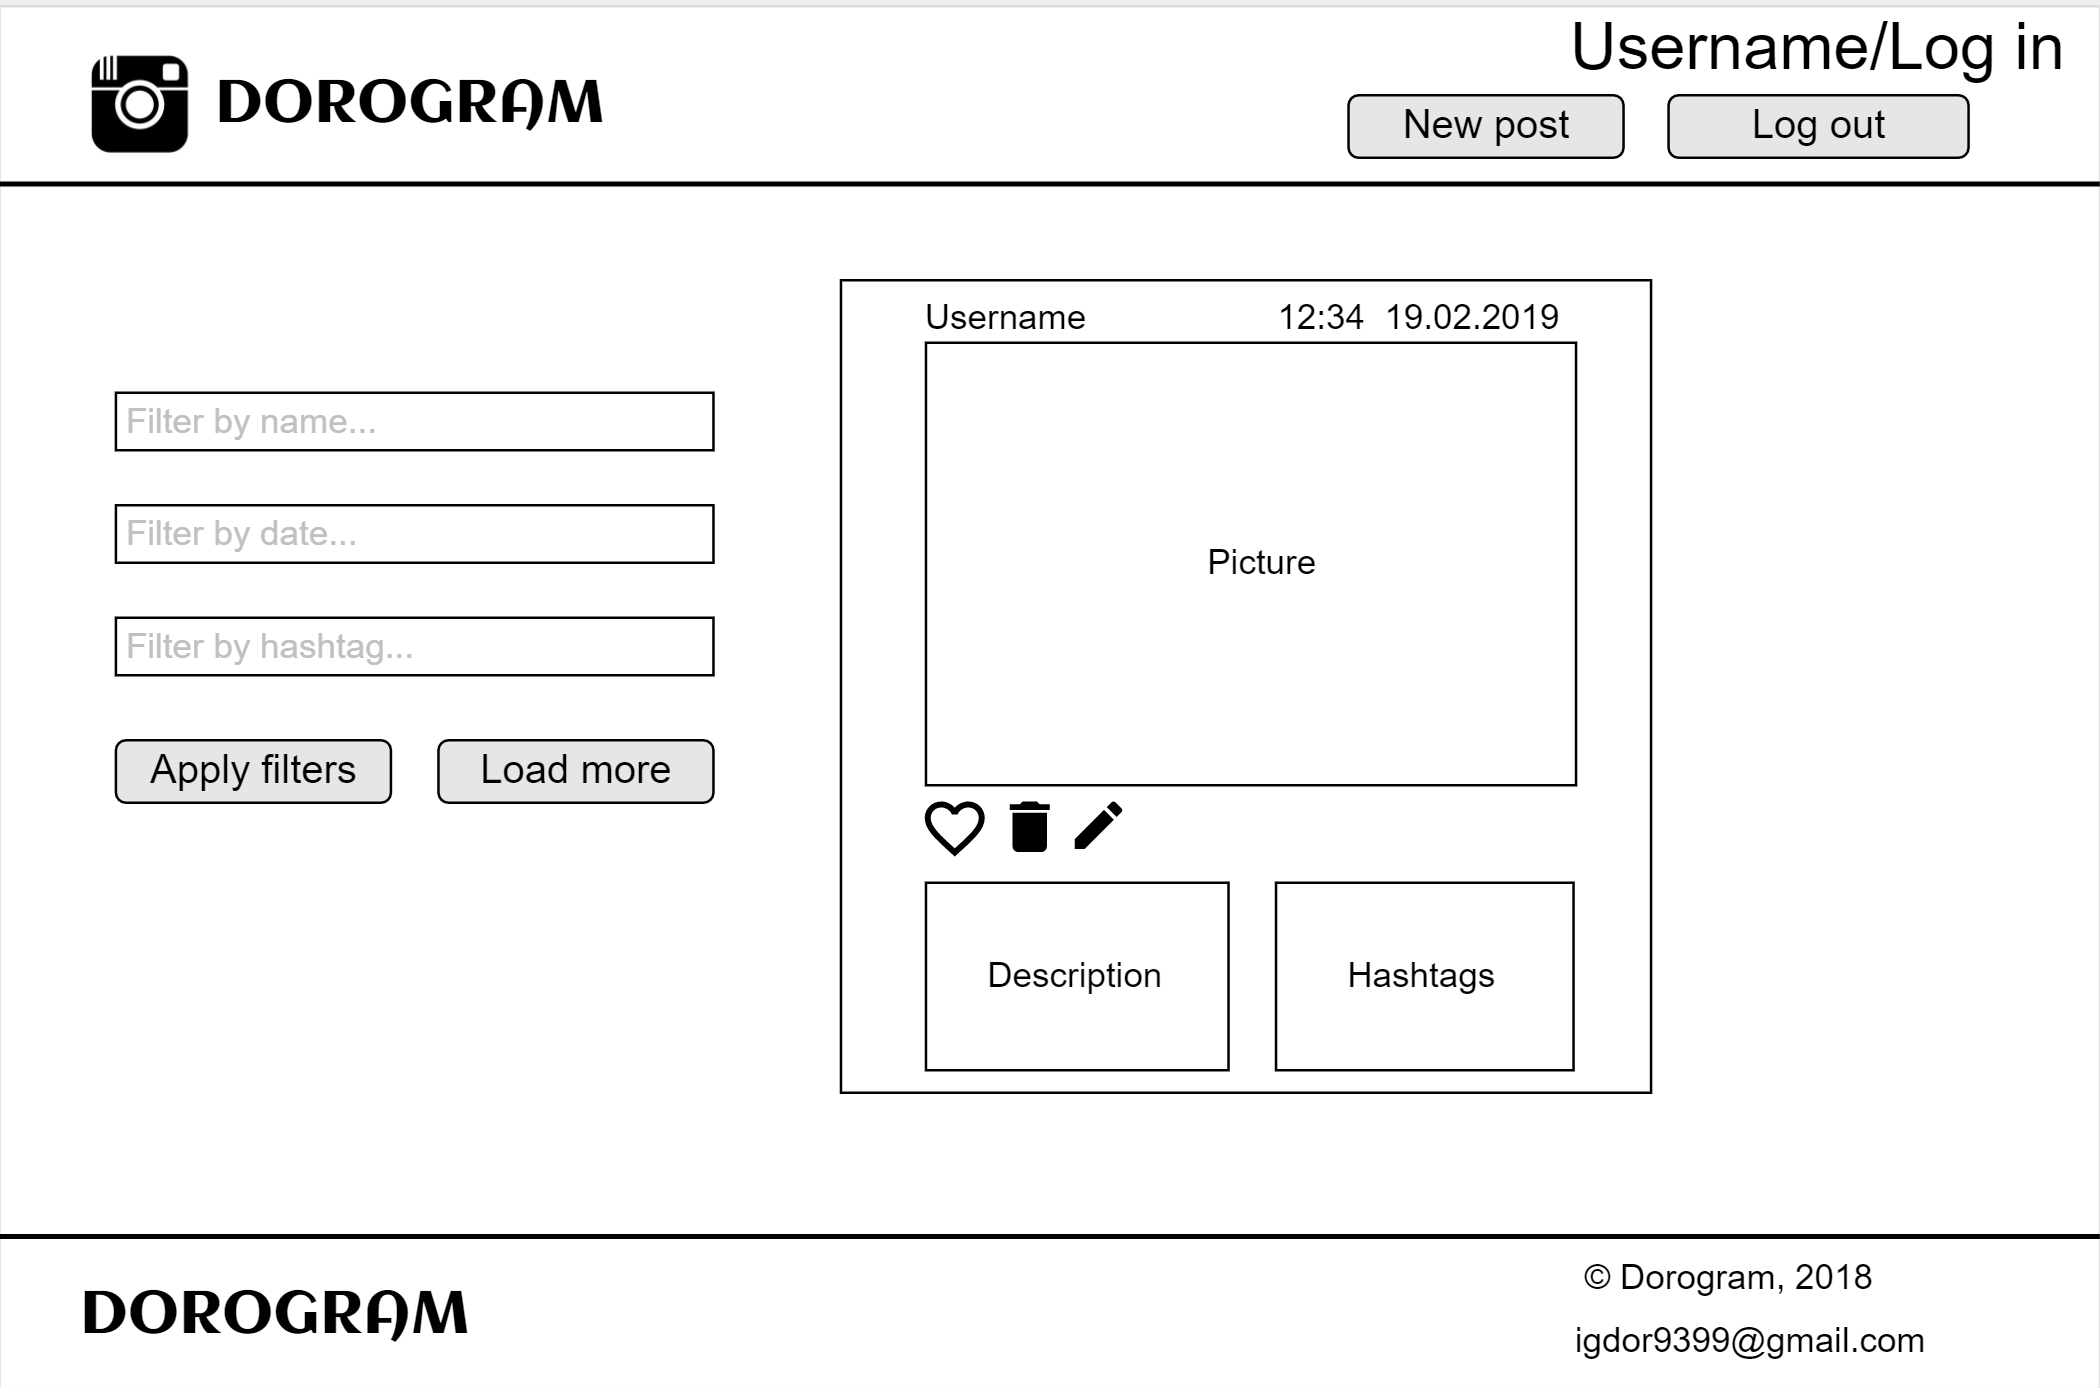 DOROGRAM
Username/Log in
New post
Log out
Filter by name...
Filter by date...
Filter by hashtag...
Apply filters
Load more
Username
12:34 19.02.2019
Picture
Description
Hashtags
DOROGRAM
© Dorogram, 2018
igdor9399@gmail.com